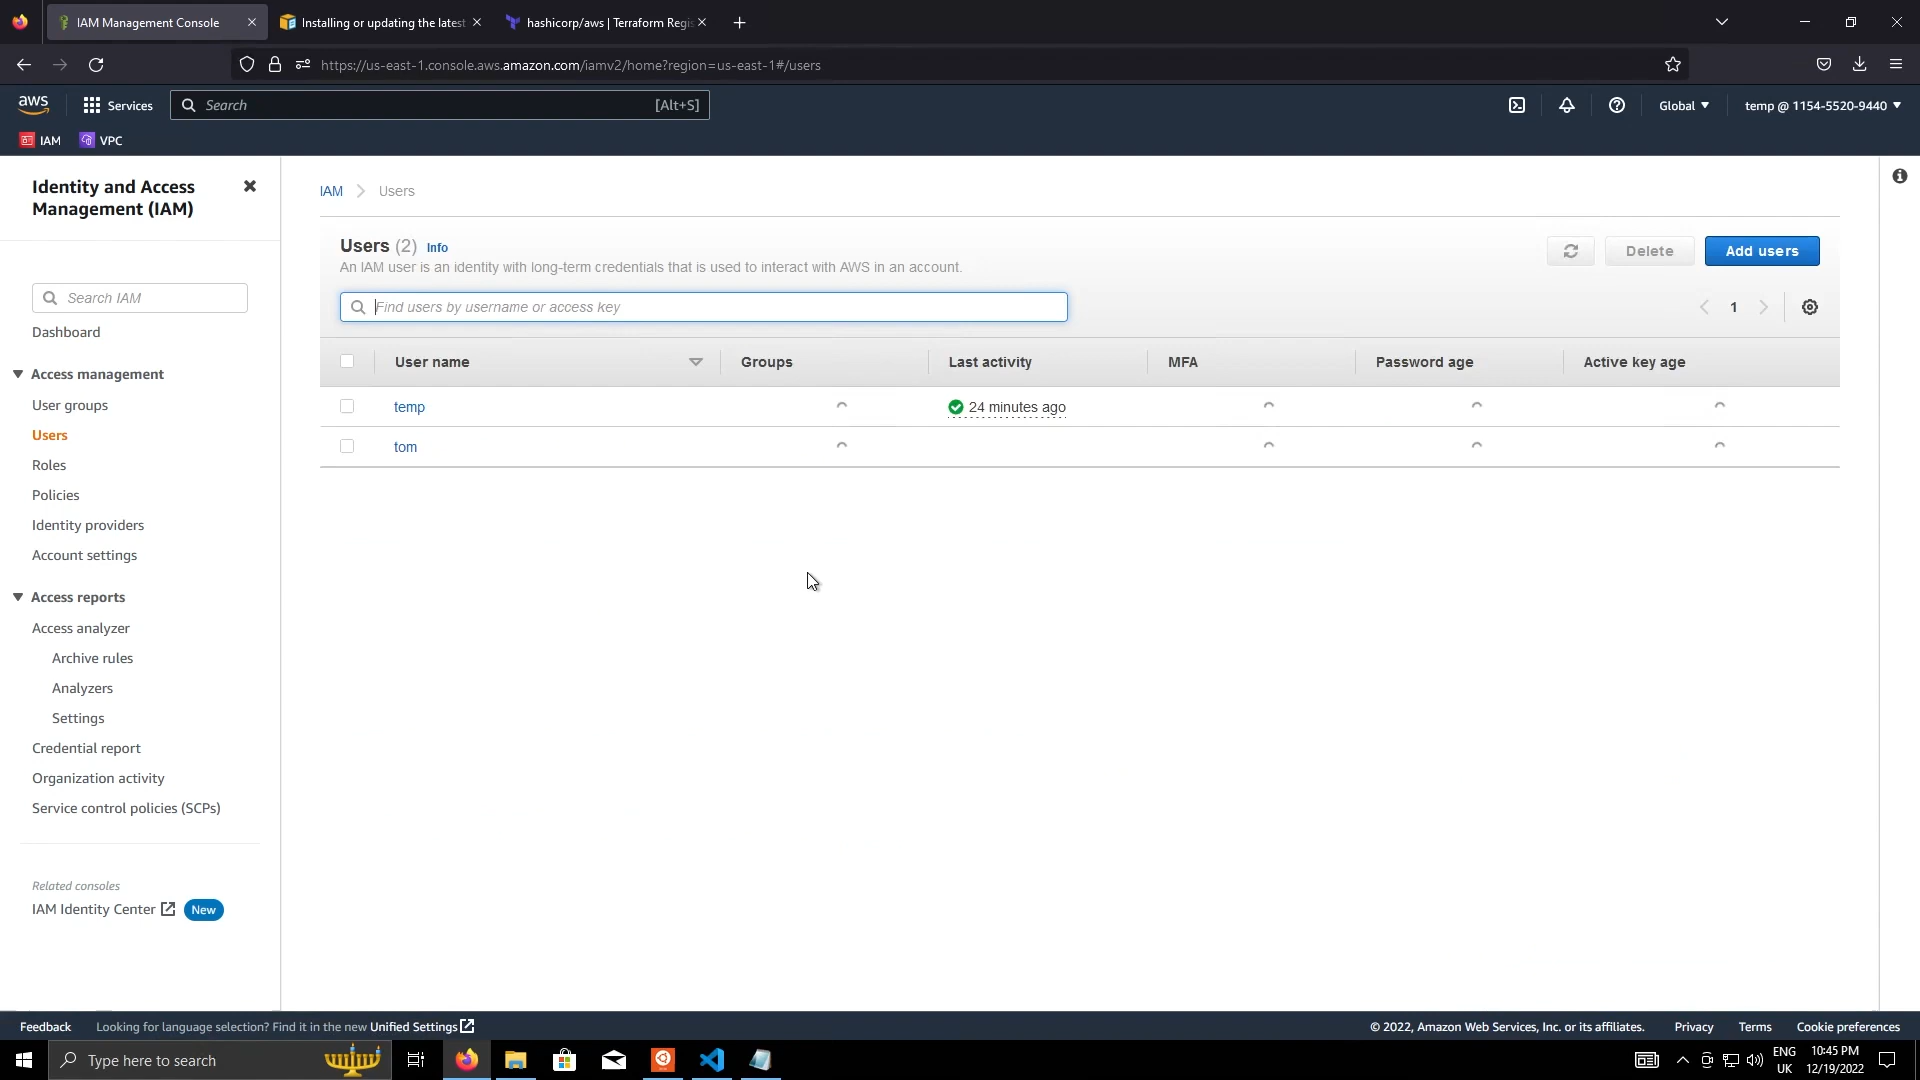 IAM Management Console
Installing or updating the latest
hashicorp/aws | Terraform Regis
https://us-east-1.console.aws.amazon.com/iamv2/home?region=us-east-1#/users
aws
Services
Search
[Alt+S]
Global
temp @ 1154-5520-9440
IAM
VPC
Identity and Access
Management (IAM)
Search IAM
Dashboard
Access management
User groups
Users
Roles
Policies
Identity providers
Account settings
Access reports
Access analyzer
Archive rules
Analyzers
Settings
Credential report
Organization activity
Service control policies (SCPs)
Related consoles
IAM Identity Center
New
IAM
Users
Users (2) Info
An IAM user is an identity with long-term credentials that is used to interact with AWS in an account.
Delete
Add users
Find users by username or access key
1
User name
Groups
Last activity
MFA
Password age
Active key age
temp
24 minutes ago
tom
Feedback
Looking for language selection? Find it in the new Unified Settings
© 2022, Amazon Web Services, Inc. or its affiliates.
Privacy
Terms
Cookie preferences
Type here to search
ENG
UK
10:45 PM
12/19/2022